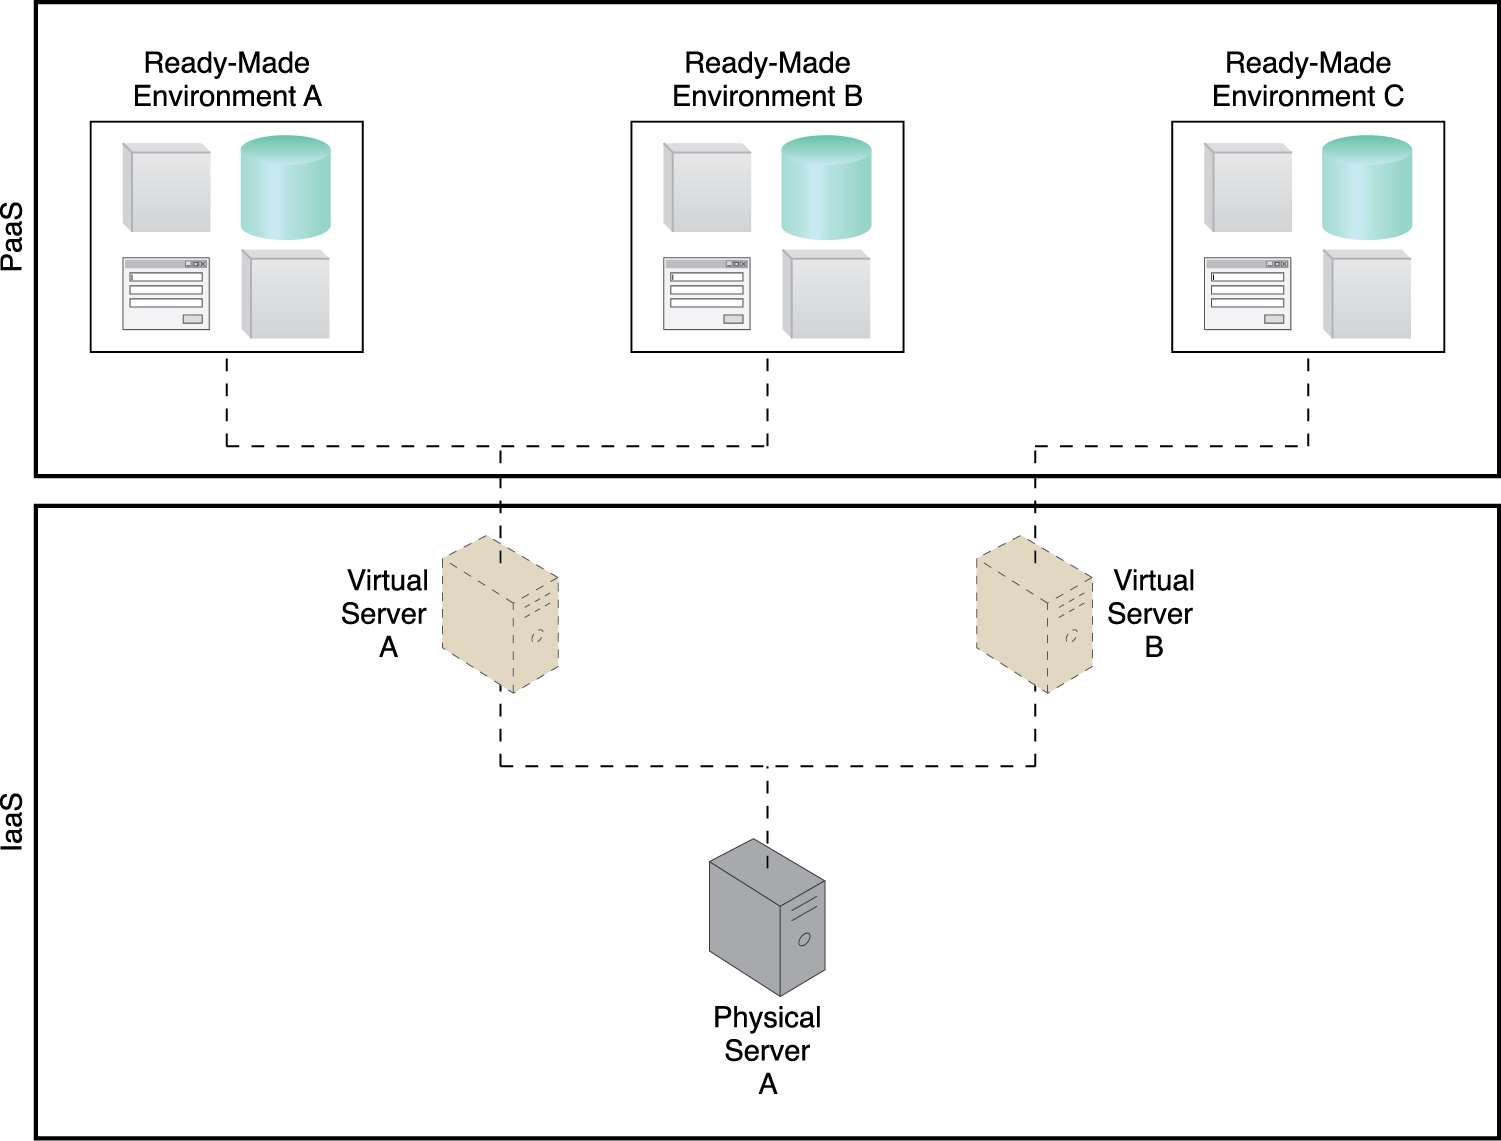 PaaS
Ready-Made
Environment A
Ready-Made
Environment B
Ready-Made
Environment C
IaaS
Virtual
Server
A
Virtual
Server
B
Physical
Server
A